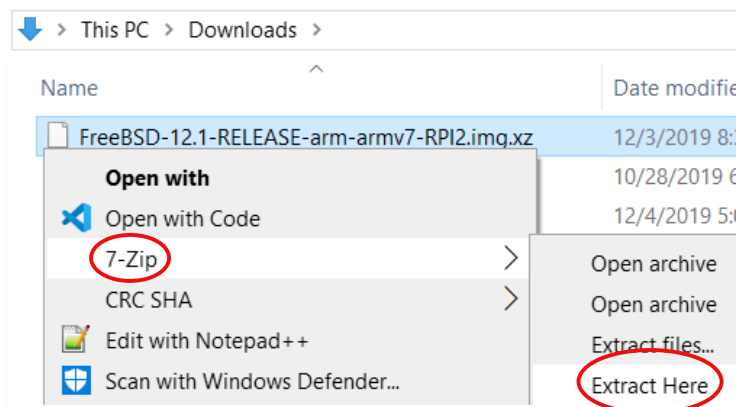 This PC > Downloads >
Name Date modifie
FreeBSD-12.1-RELEASE-arm-armv7-RPI2.img.xz 12/3/2019 8:
Open with 10/28/2019 6
Open with Code 12/4/2019 5:
7-Zip
Open archive
CRC SHA
Open archive
Edit with Notepad++
Extract files...
Scan with Windows Defender...
Extract Here